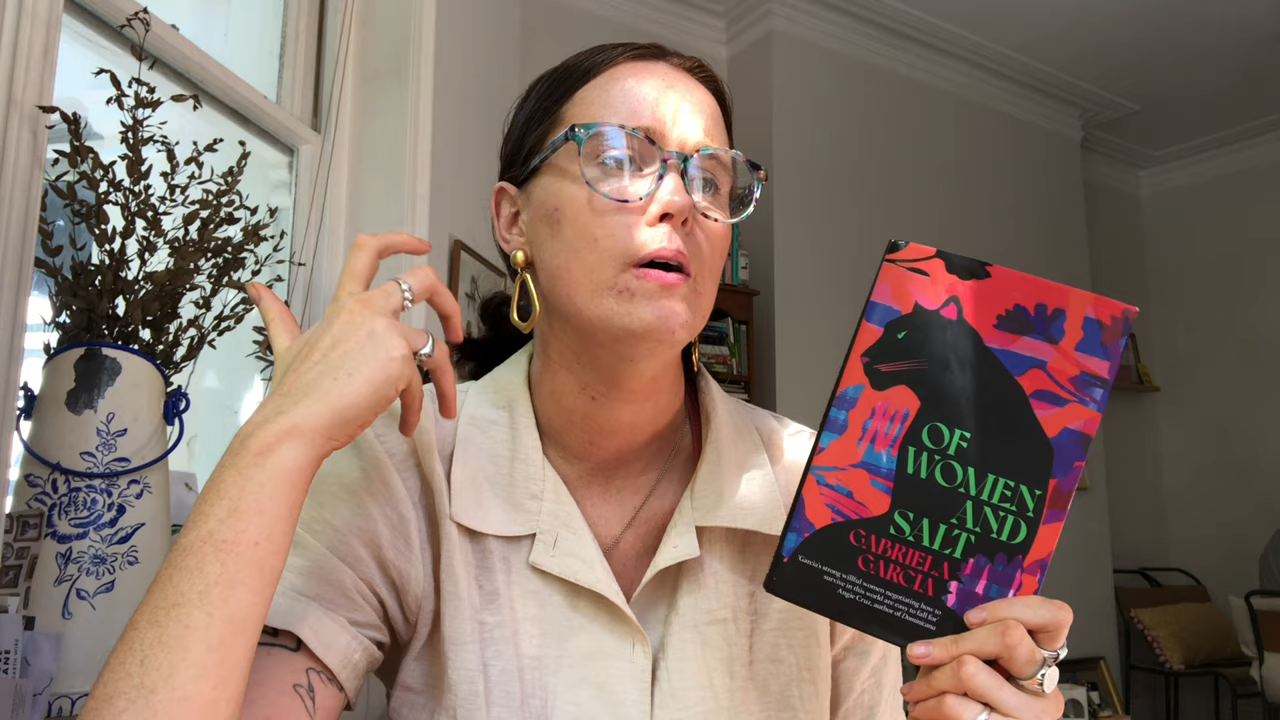 OF
WOMEN
AND
SALT
GABRIELA
GARCIA
'Garcia's strong willful women negotiating how to
survive in this world are easy to fall for'
Angie Cruz, author of Dominicana